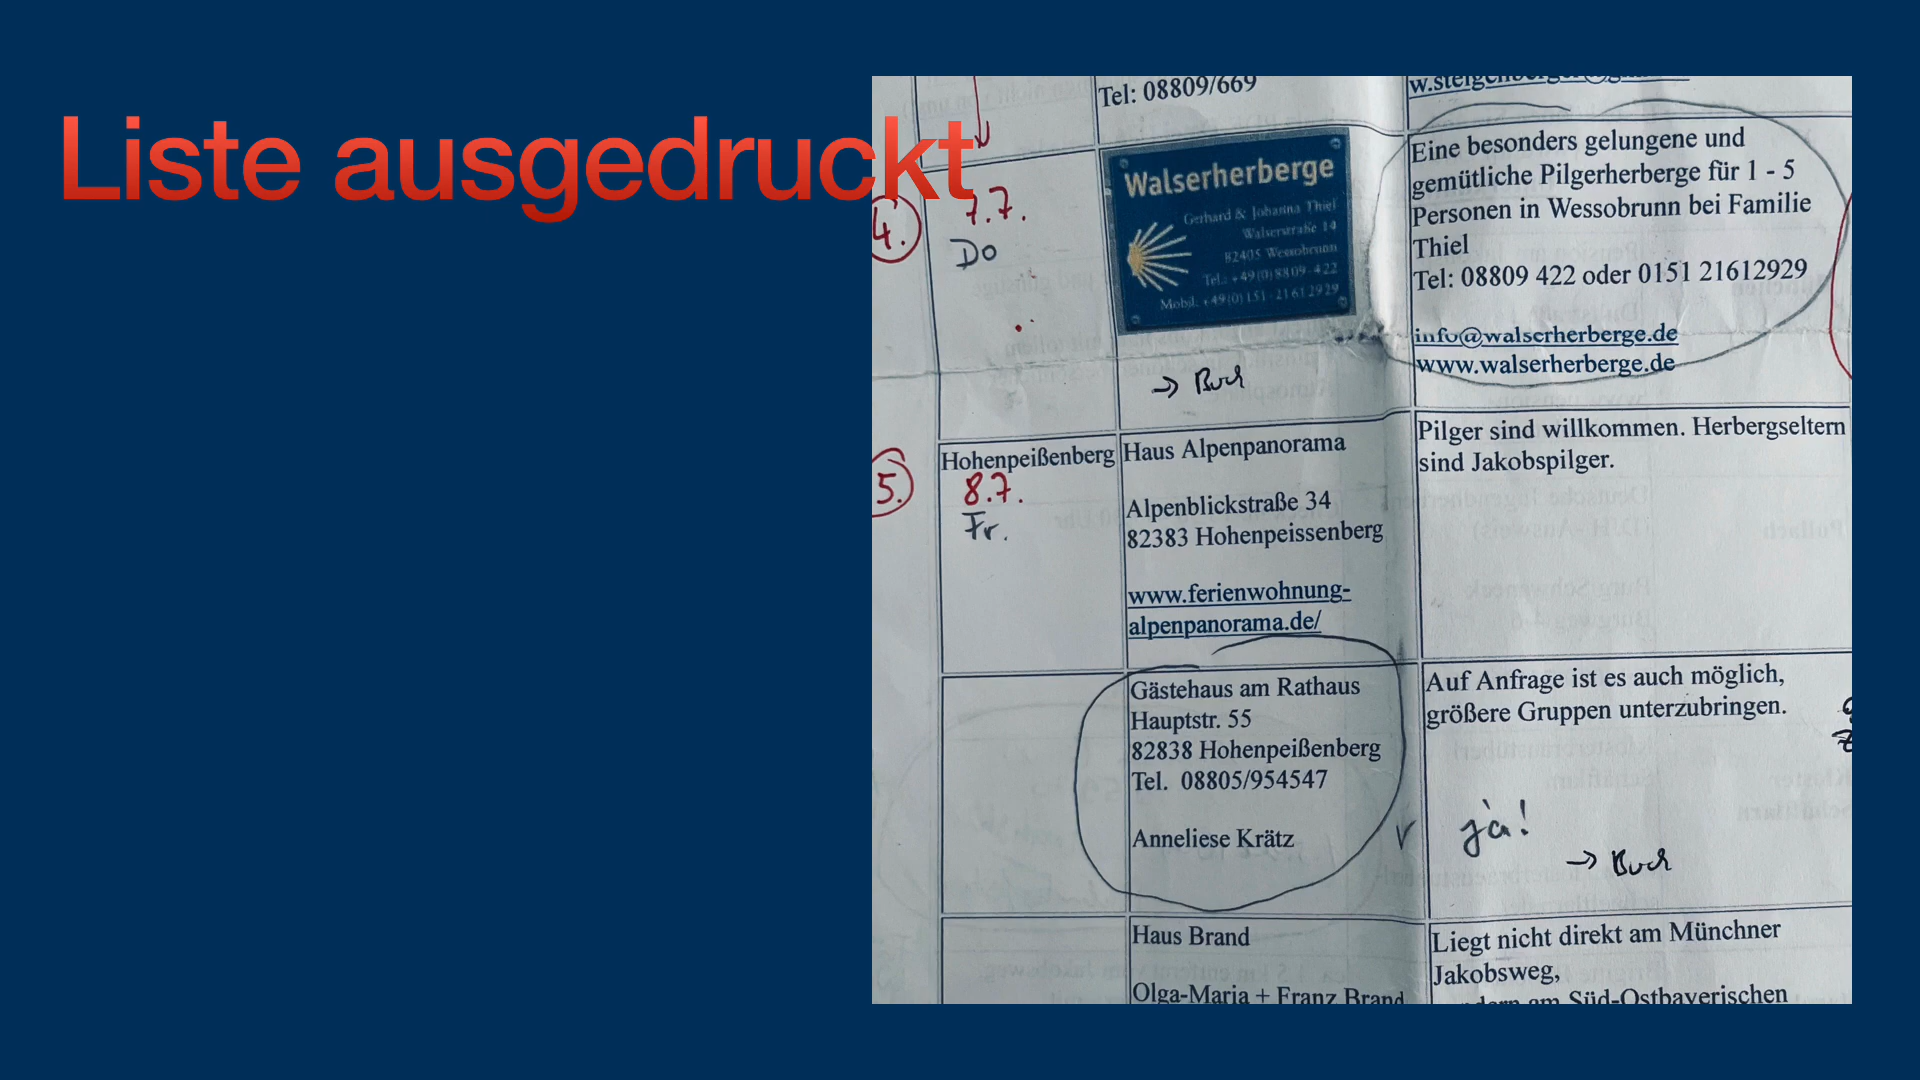 Liste ausgedruckt
Tel: 08809/669
4.)
7.7.
Do
Walserherberge
Gerhard & Johanna Thiel
Walserstraße 14
82405 Wessobrunn
Tel.: +49(0)8809-422
Mobil: +49(0)151-21612929
→ Buch
Eine besonders gelungene und
gemütliche Pilgerherberge für 1 - 5
Personen in Wessobrunn bei Familie
Thiel
Tel: 08809 422 oder 0151 21612929
info@walserherberge.de
www.walserherberge.de
5.)
Hohenpeißenberg
8.7.
Fr.
Haus Alpenpanorama
Alpenblickstraße 34
82383 Hohenpeissenberg
www.ferienwohnung-
alpenpanorama.de/
Pilger sind willkommen. Herbergseltern
sind Jakobspilger.
Gästehaus am Rathaus
Hauptstr. 55
82838 Hohenpeißenberg
Tel. 08805/954547
Anneliese Krätz
Auf Anfrage ist es auch möglich,
größere Gruppen unterzubringen.
ja!
→ Buch
Haus Brand
Olga-Maria + Franz Brand
Liegt nicht direkt am Münchner
Jakobsweg,
am Süd-Ostbayerischen